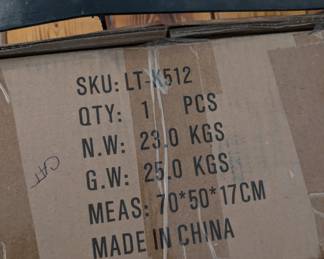 SKU: LT-K512
QTY: 1 PCS
N.W: 23.0 KGS
G.W: 25.0 KGS
MEAS: 70*50*17CM
MADE IN CHINA